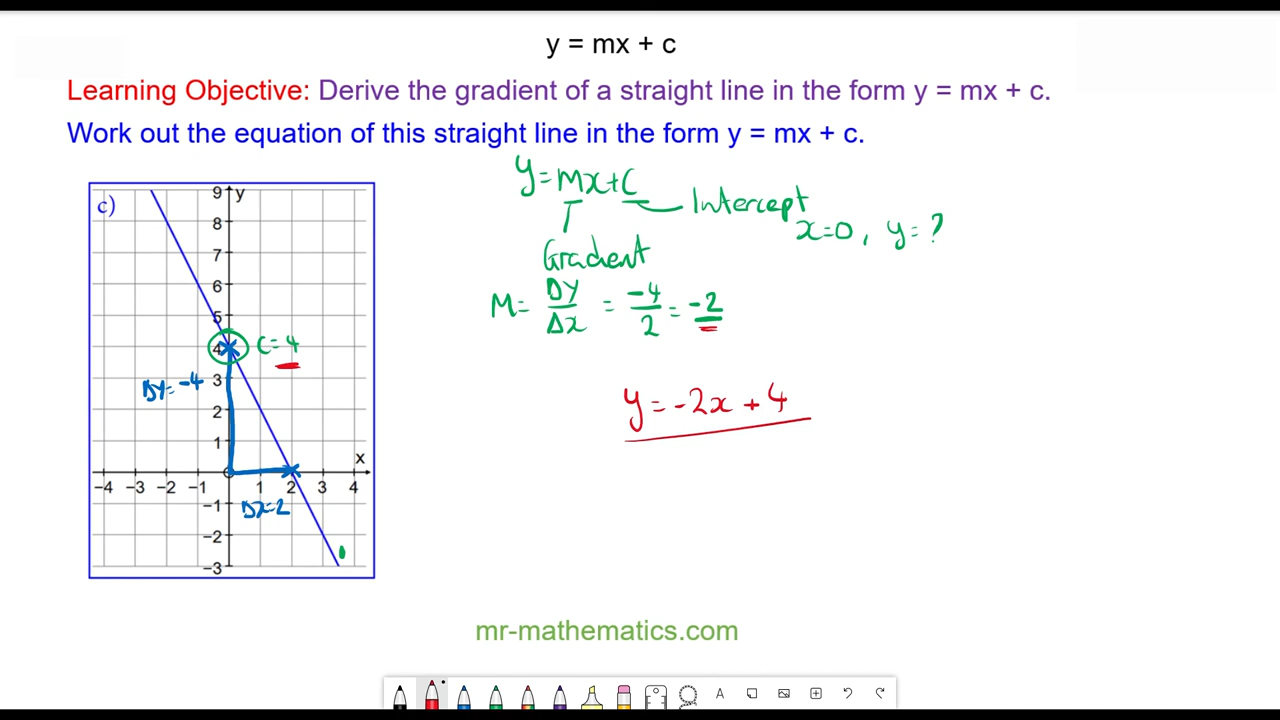 y = mx + c
Learning Objective: Derive the gradient of a straight line in the form y = mx + c.
Work out the equation of this straight line in the form y = mx + c.
c)
9 y
8
7
6
5
4
3
2
1
0
x
−4 −3 −2 −1 1 2 3 4
−1
−2
−3
C=4
Δy=-4
Δx=2
y=mx+c
Intercept
x=0, y=?
Gradient
M= Δy/Δx = -4/2 = -2
y=-2x+4
mr-mathematics.com
A